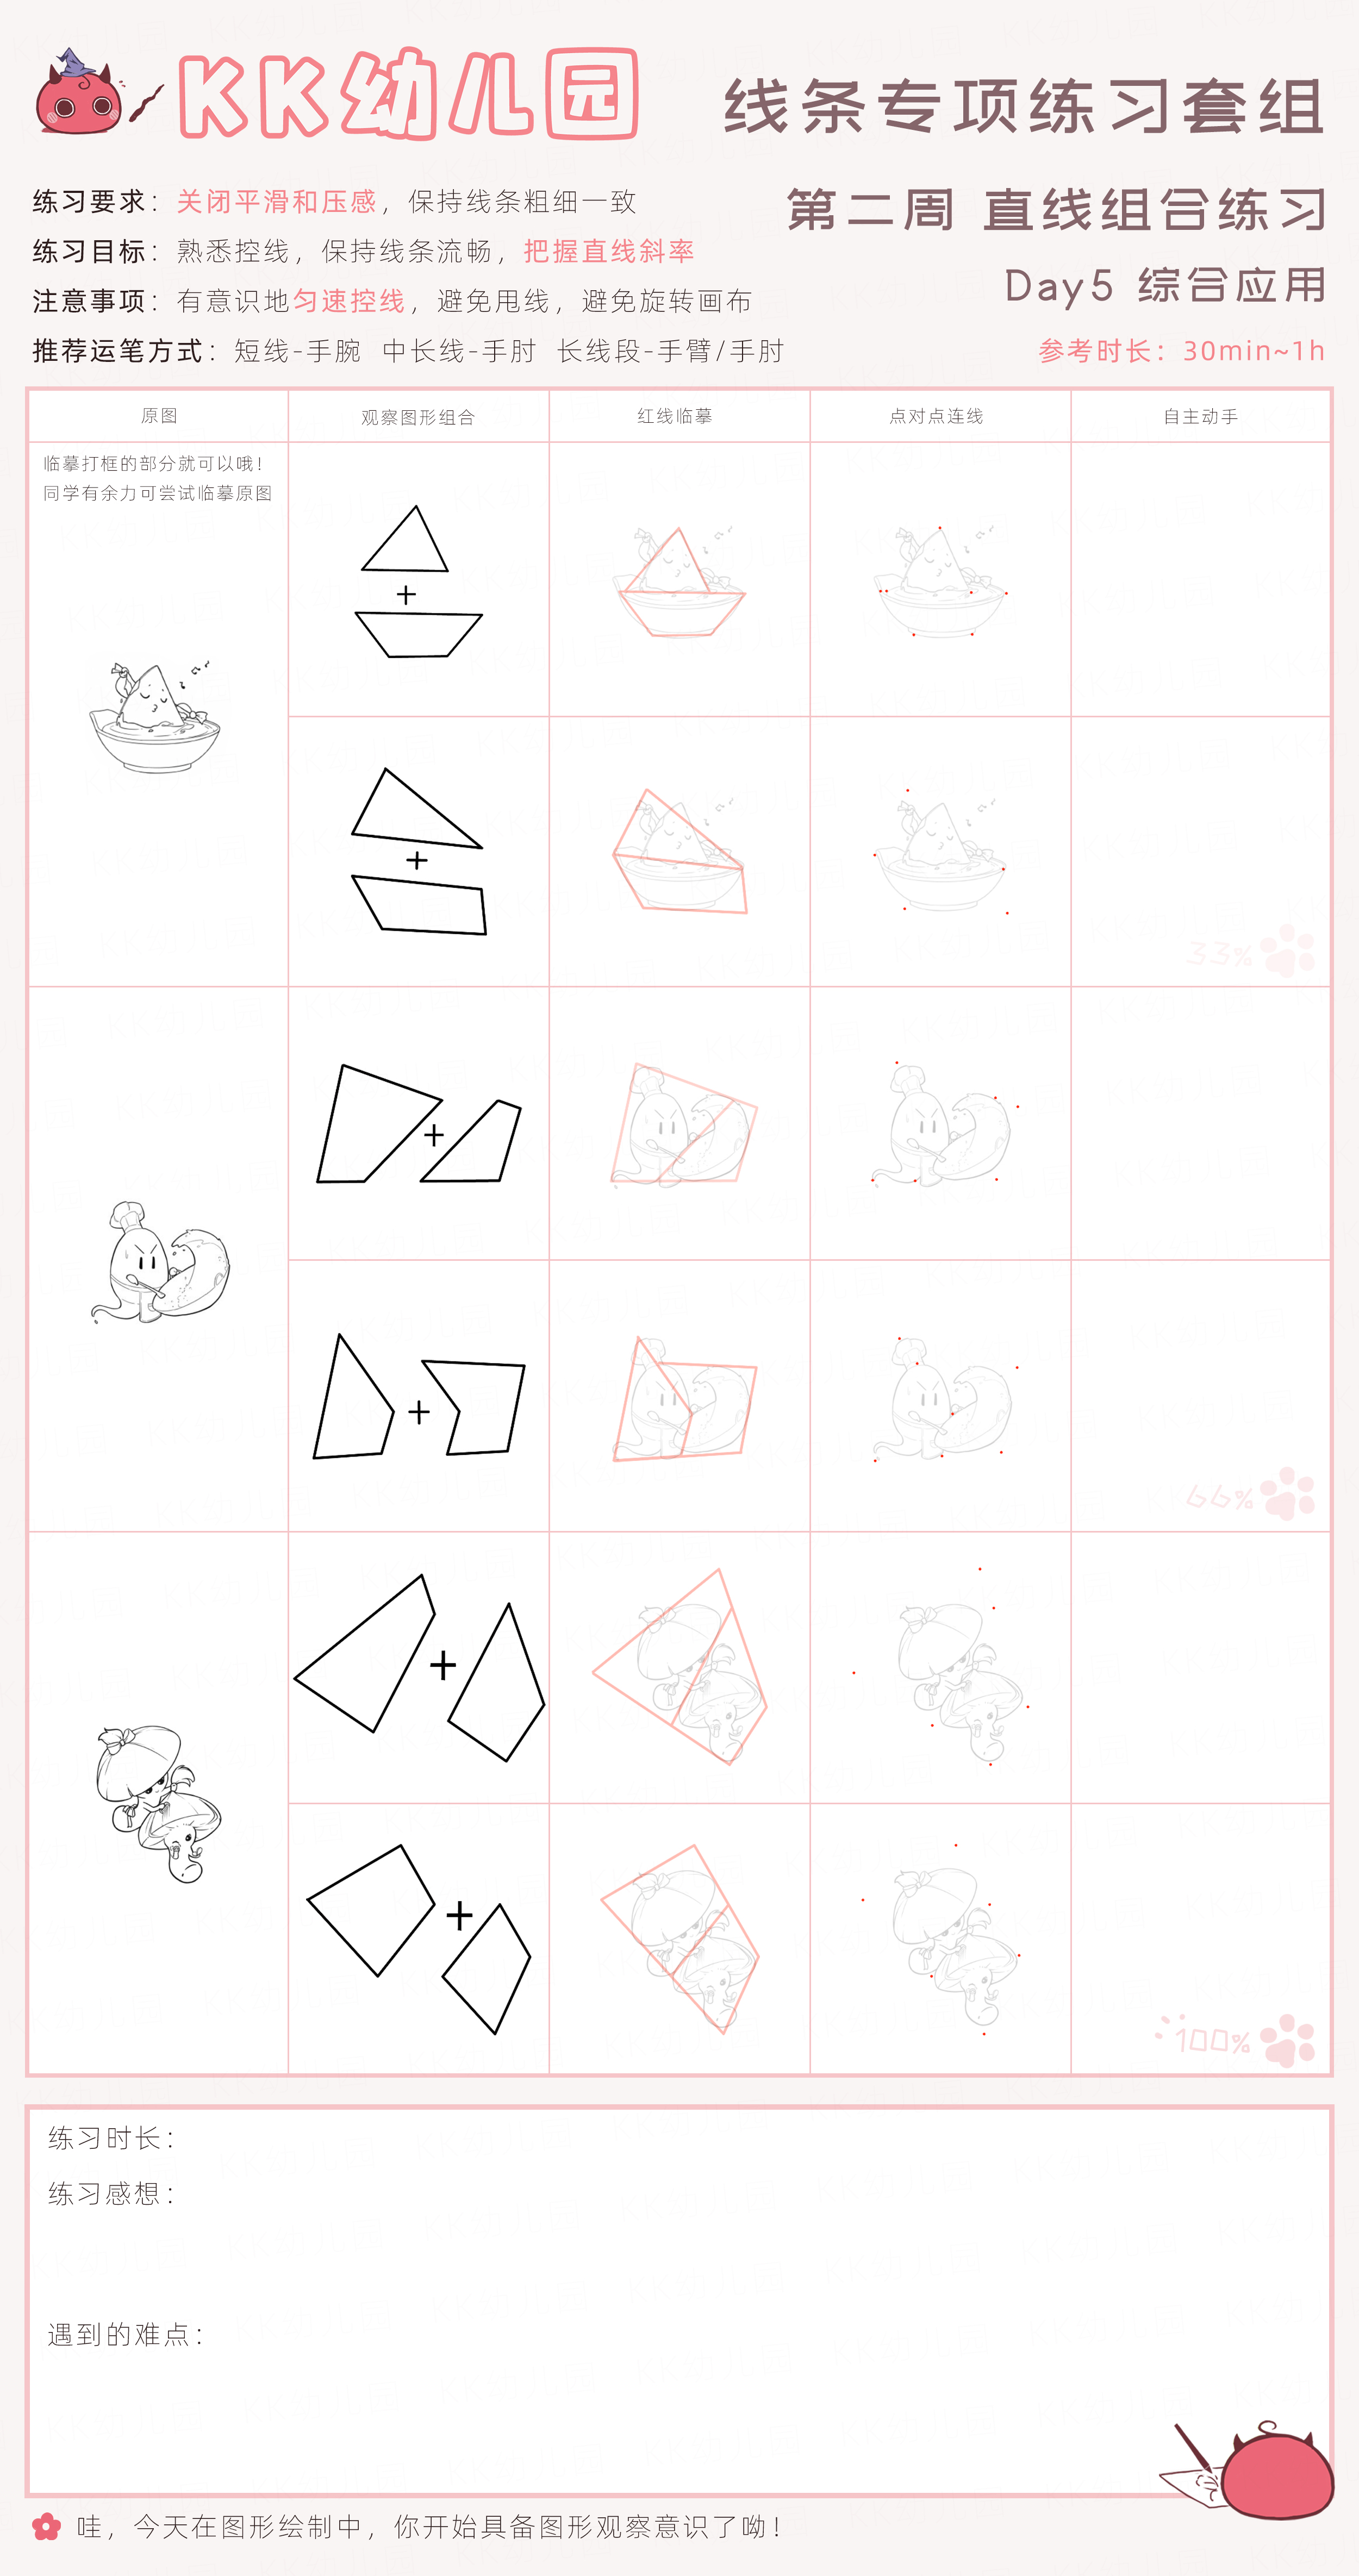 KK幼儿园
线条专项练习套组
第二周 直线组合练习
Day5 综合应用
参考时长：30min~1h
练习要求：关闭平滑和压感，保持线条粗细一致
练习目标：熟悉控线，保持线条流畅，把握直线斜率
注意事项：有意识地匀速控线，避免甩线，避免旋转画布
推荐运笔方式：短线-手腕 中长线-手肘 长线段-手臂/手肘
原图 观察图形组合 红线临摹 点对点连线 自主动手
临摹打框的部分就可以哦！
同学有余力可尝试临摹原图
+
+
33%
+
+
66%
+
+
100%
练习时长：
练习感想：
遇到的难点：
哇，今天在图形绘制中，你开始具备图形观察意识了呦！